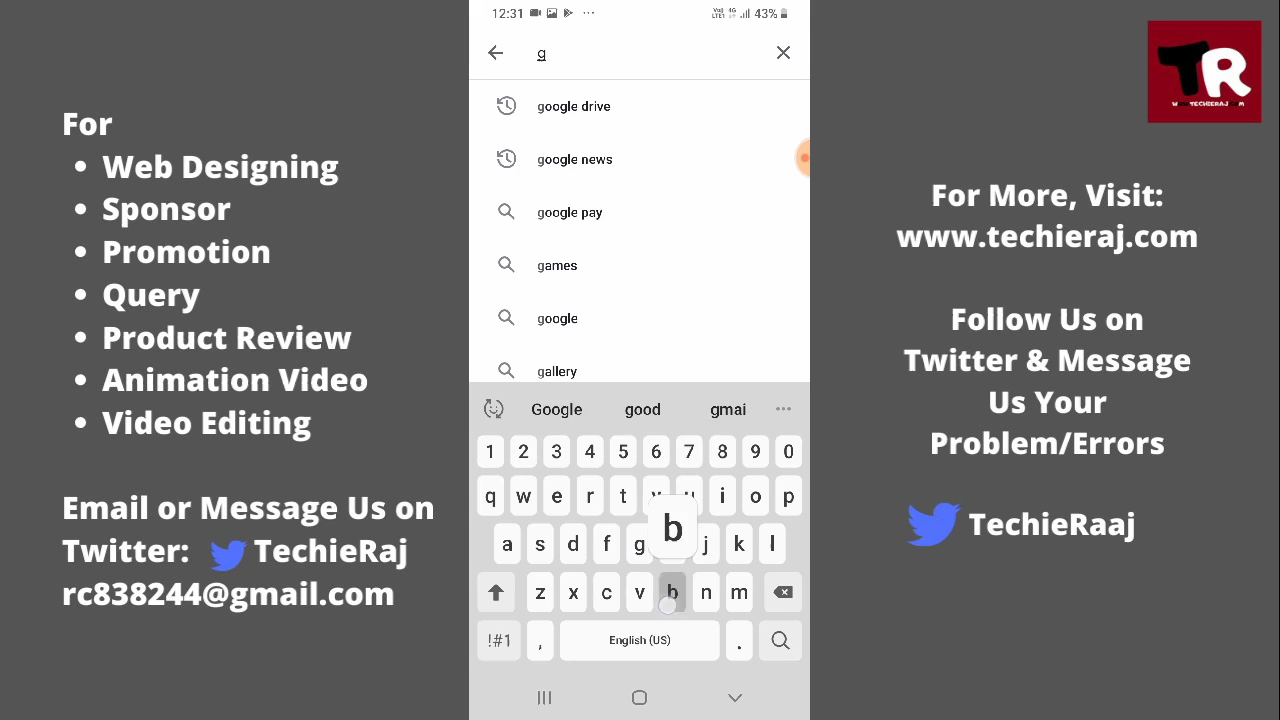 For
• Web Designing
• Sponsor
• Promotion
• Query
• Product Review
• Animation Video
• Video Editing
Email or Message Us on
Twitter: TechieRaj
rc838244@gmail.com
12:31 43%
g
google drive
google news
google pay
games
google
gallery
Google good gmai
1 2 3 4 5 6 7 8 9 0
q w e r t y u i o p
b
a s d f g j k l
z x c v b n m
!#1 , English (US) .
TR
For More, Visit:
www.techieraj.com
Follow Us on
Twitter & Message
Us Your
Problem/Errors
TechieRaaj